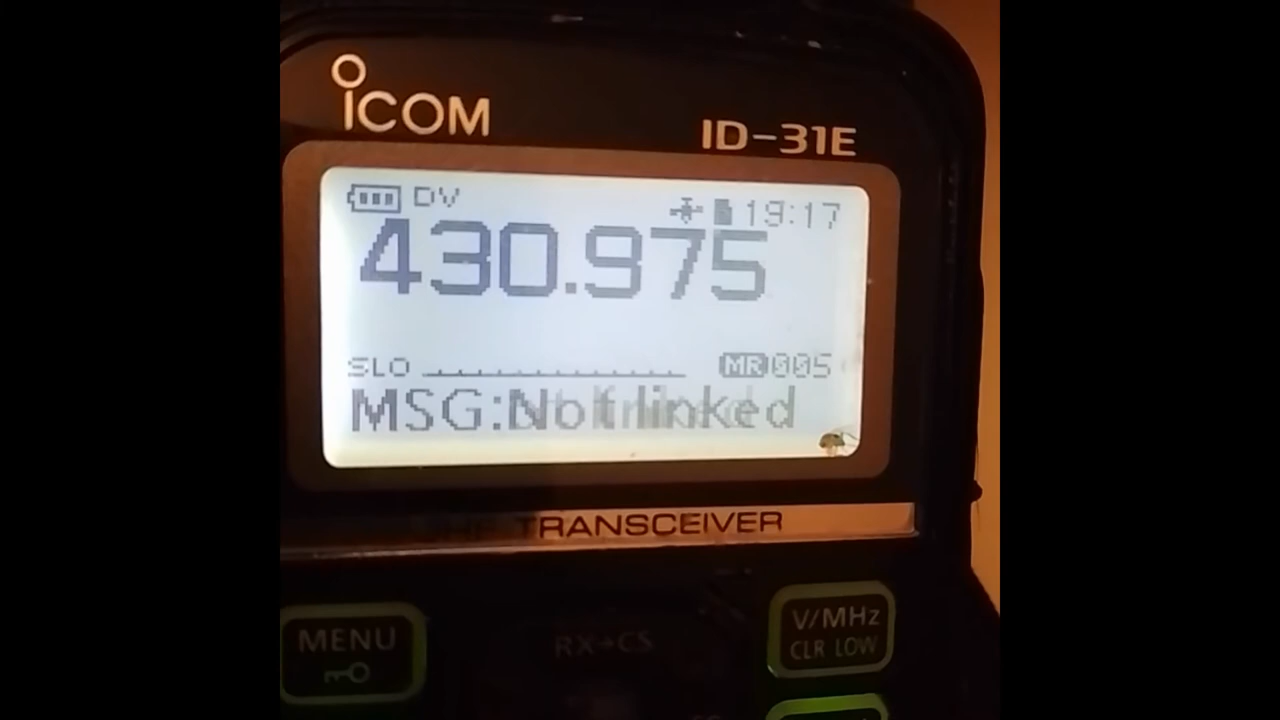 iCOM
ID-31E
DV 19:17
430.975
SLO MR 005
MSG:Not linked
UHF TRANSCEIVER
MENU
RX→CS
V/MHz
CLR LOW